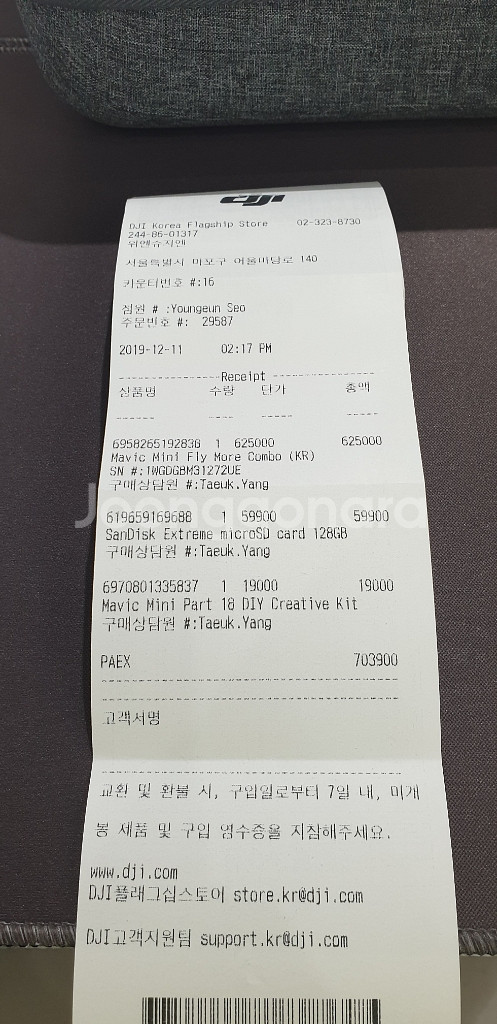 dji
DJI Korea Flagship Store 02-323-8730
244-86-01317
위앤슈지앤
서울특별시 마포구 어울마당로 140
카운터번호 #:16
점원 # :Youngeun Seo
주문번호 #: 29587
2019-12-11 02:17 PM
-------------------Receipt -------------------
상품명 수량 단가 총액
------ ----- ----- -----
6958265192838 1 625000 625000
Mavic Mini Fly More Combo (KR)
SN #:1WGDG8M31272UE
구매상담원 #:Taeuk.Yang
Joonggonara
619659169688 1 59900 59900
SanDisk Extreme microSD card 128GB
구매상담원 #:Taeuk.Yang
6970801335837 1 19000 19000
Mavic Mini Part 18 DIY Creative Kit
구매상담원 #:Taeuk.Yang
PAEX 703900
고객서명
교환 및 환불 시, 구입일로부터 7일 내, 미개
봉 제품 및 구입 영수증을 지참해주세요.
www.dji.com
DJI플래그십스토어 store.kr@dji.com
DJI고객지원팀 support.kr@dji.com